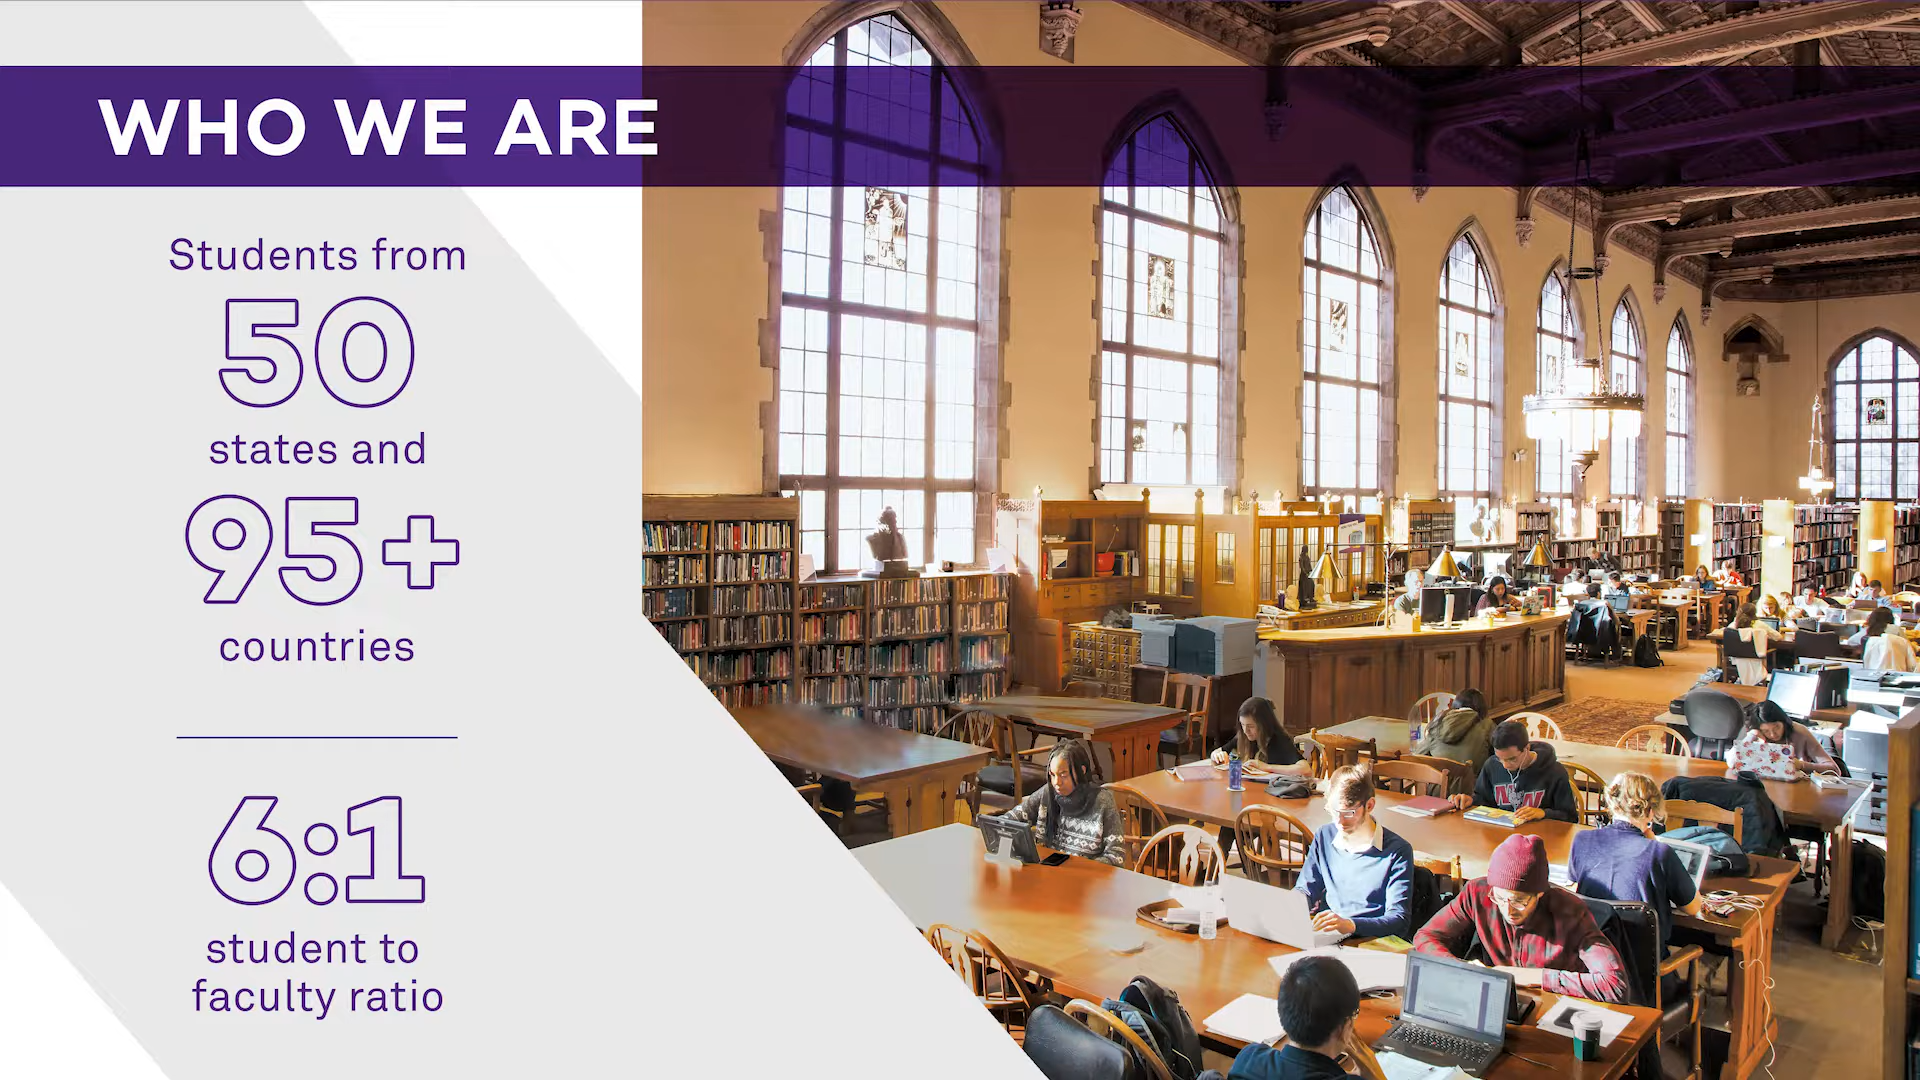 WHO WE ARE
Students from
50
states and
95+
countries
6:1
student to
faculty ratio